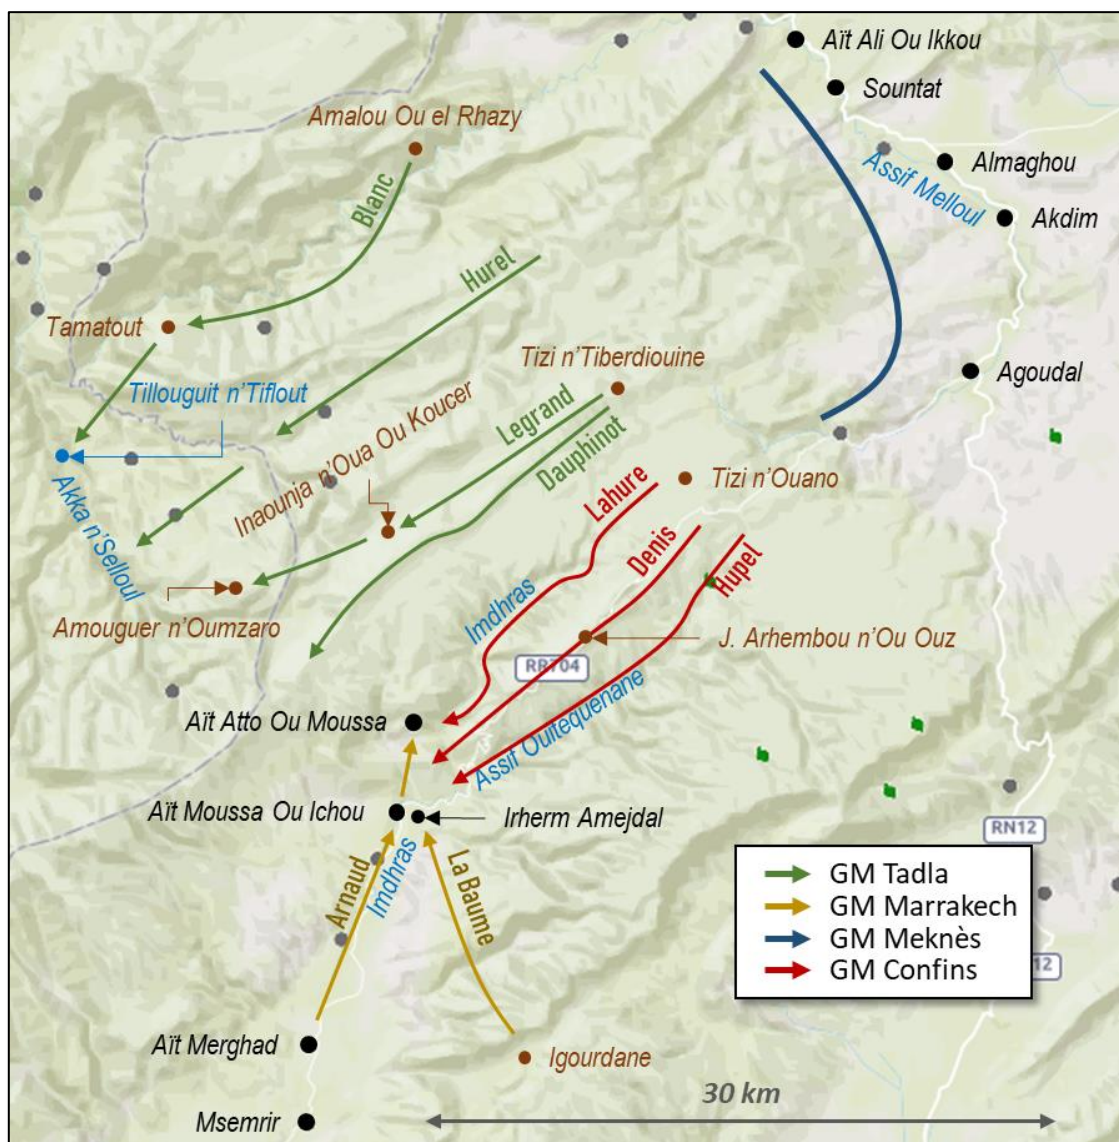 Aït Ali Ou Ikkou
Sountat
Amalou Ou el Rhazy
Almaghou
Assif Melloul
Blanc
Akdim
Hurel
Tamatout
Tizi n'Tiberdiouine
Agoudal
Tillouguit n'Tiflout
Legrand
Dauphinot
Inaounja n'Oua Ou Koucer
Tizi n'Ouano
Lahure
Akka n'Selloul
Denis
Hupel
Imdhras
Amouguer n'Oumzaro
J. Arhembou n'Ou Ouz
RR704
Aït Atto Ou Moussa
Assif Ouitequenane
Aït Moussa Ou Ichou
Irherm Amejdal
RN12
Arnaud
Imdhras
La Baume
GM Tadla
GM Marrakech
GM Meknès
GM Confins
12
Aït Merghad
Igourdane
30 km
Msemrir